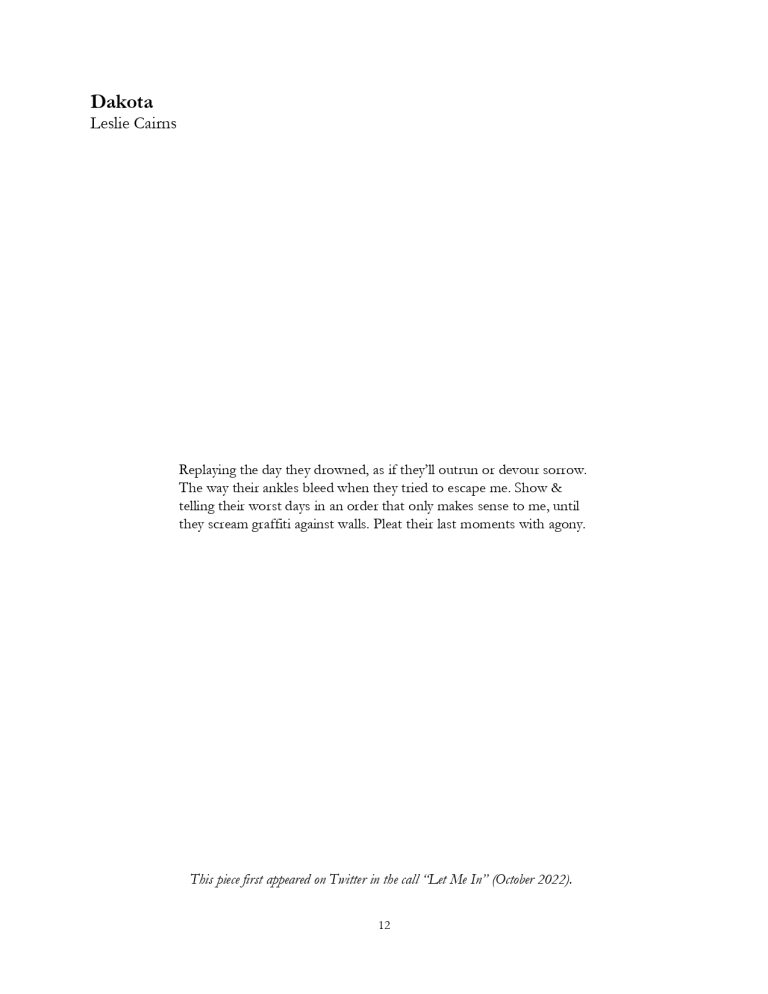 Dakota
Leslie Cairns
Replaying the day they drowned, as if they’ll outrun or devour sorrow.
The way their ankles bleed when they tried to escape me. Show &
telling their worst days in an order that only makes sense to me, until
they scream graffiti against walls. Pleat their last moments with agony.
This piece first appeared on Twitter in the call “Let Me In” (October 2022).
12